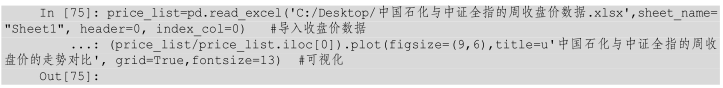 In [75]: price_list=pd.read_excel('C:/Desktop/中国石化与中证全指的周收盘价数据.xlsx',sheet_name=
"Sheet1", header=0, index_col=0)   #导入收盘价数据
    ...: (price_list/price_list.iloc[0]).plot(figsize=(9,6),title=u'中国石化与中证全指的周收
盘价的走势对比', grid=True,fontsize=13)  #可视化
Out[75]: